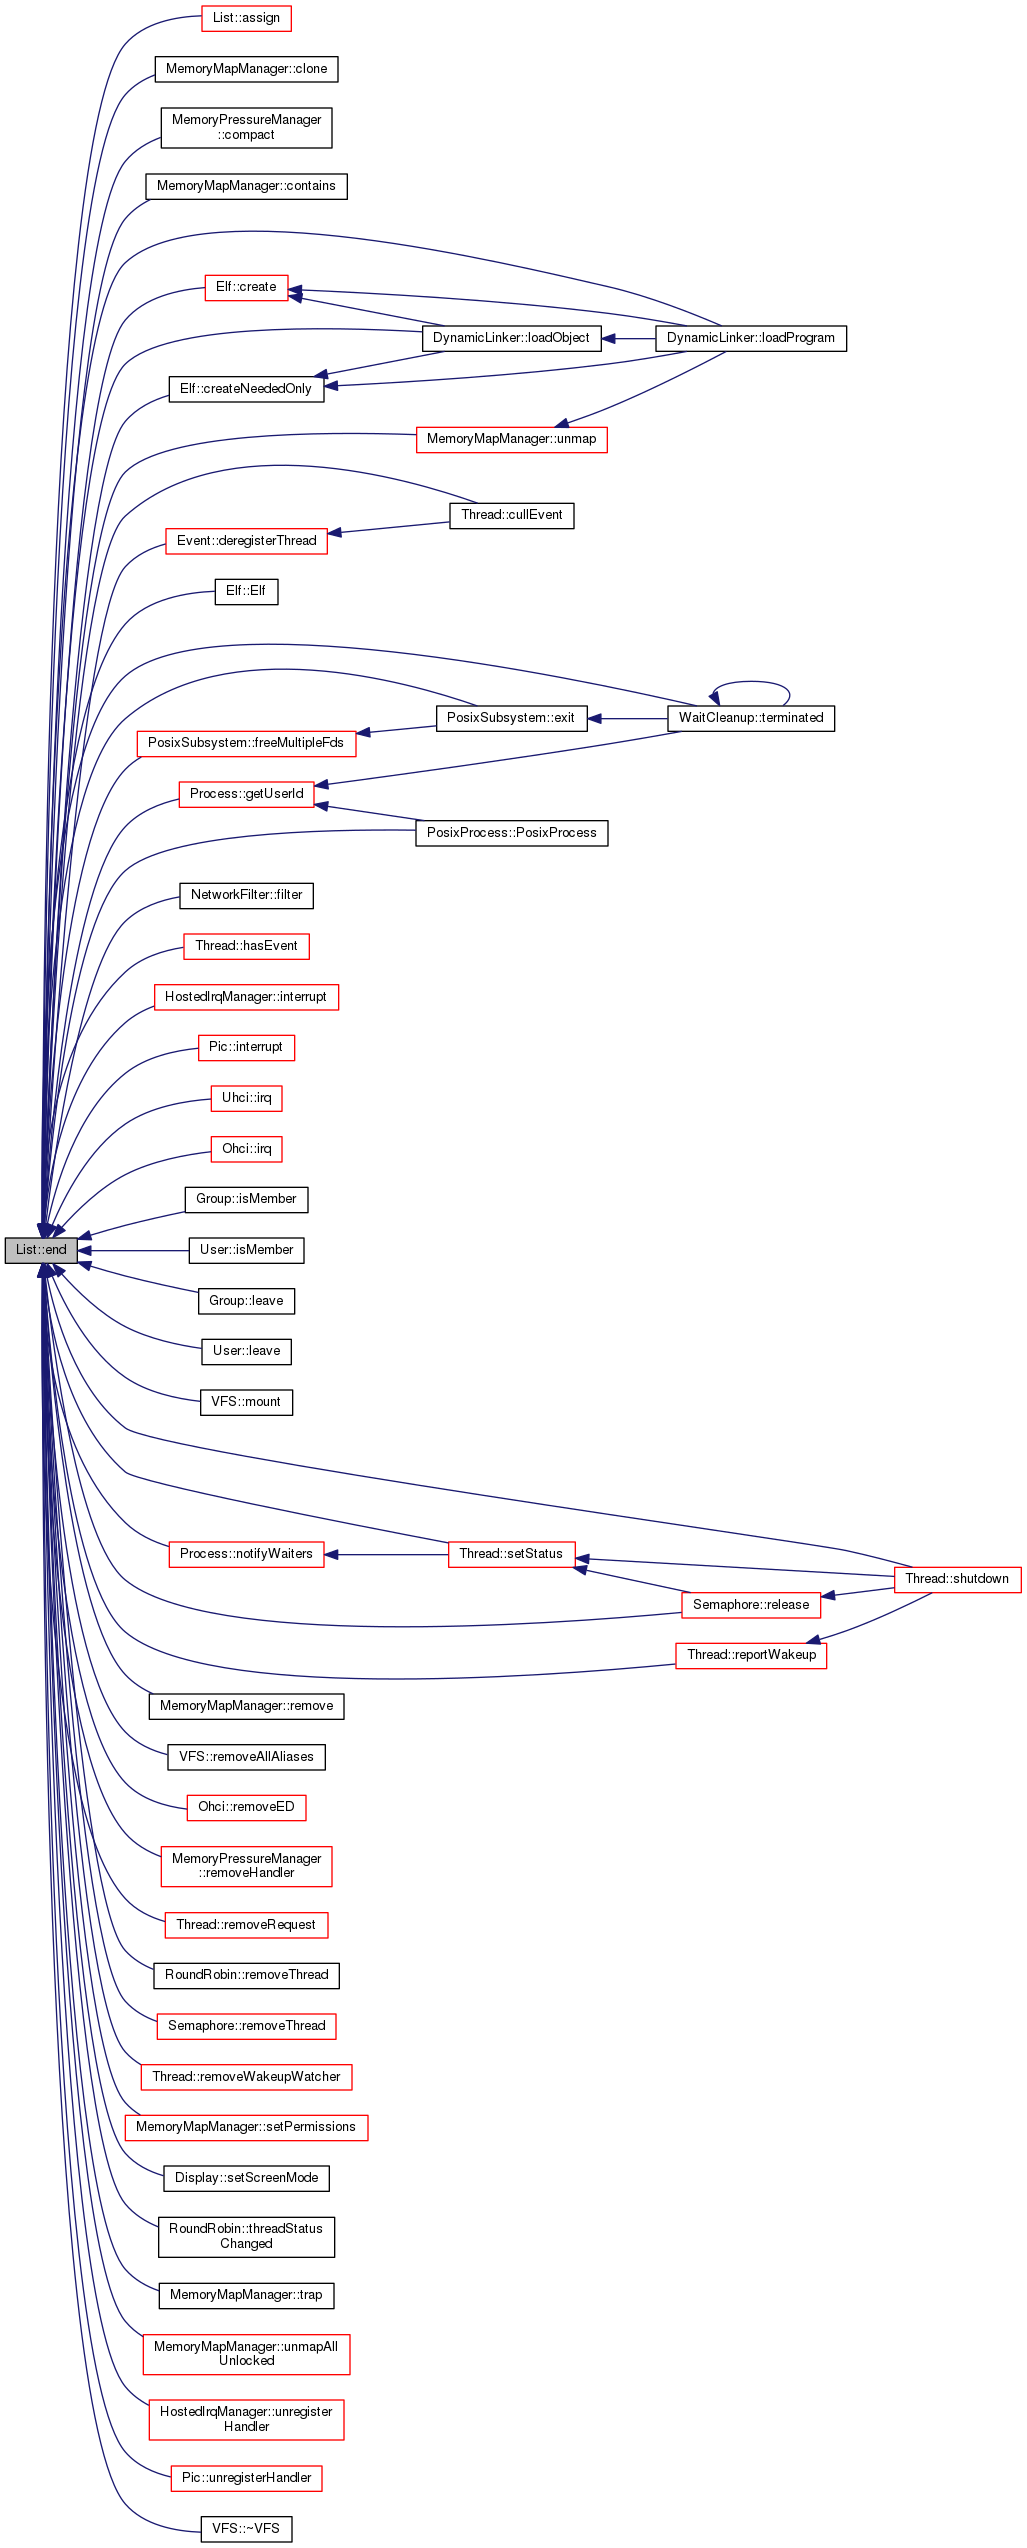 List::assign
MemoryMapManager::clone
MemoryPressureManager
::compact
MemoryMapManager::contains
Elf::create
DynamicLinker::loadObject
DynamicLinker::loadProgram
Elf::createNeededOnly
MemoryMapManager::unmap
Thread::cullEvent
Event::deregisterThread
Elf::Elf
PosixSubsystem::exit
WaitCleanup::terminated
PosixSubsystem::freeMultipleFds
Process::getUserId
PosixProcess::PosixProcess
NetworkFilter::filter
Thread::hasEvent
HostedIrqManager::interrupt
Pic::interrupt
Uhci::irq
Ohci::irq
Group::isMember
List::end
User::isMember
Group::leave
User::leave
VFS::mount
Process::notifyWaiters
Thread::setStatus
Thread::shutdown
Semaphore::release
Thread::reportWakeup
MemoryMapManager::remove
VFS::removeAllAliases
Ohci::removeED
MemoryPressureManager
::removeHandler
Thread::removeRequest
RoundRobin::removeThread
Semaphore::removeThread
Thread::removeWakeupWatcher
MemoryMapManager::setPermissions
Display::setScreenMode
RoundRobin::threadStatus
Changed
MemoryMapManager::trap
MemoryMapManager::unmapAll
Unlocked
HostedIrqManager::unregister
Handler
Pic::unregisterHandler
VFS::~VFS